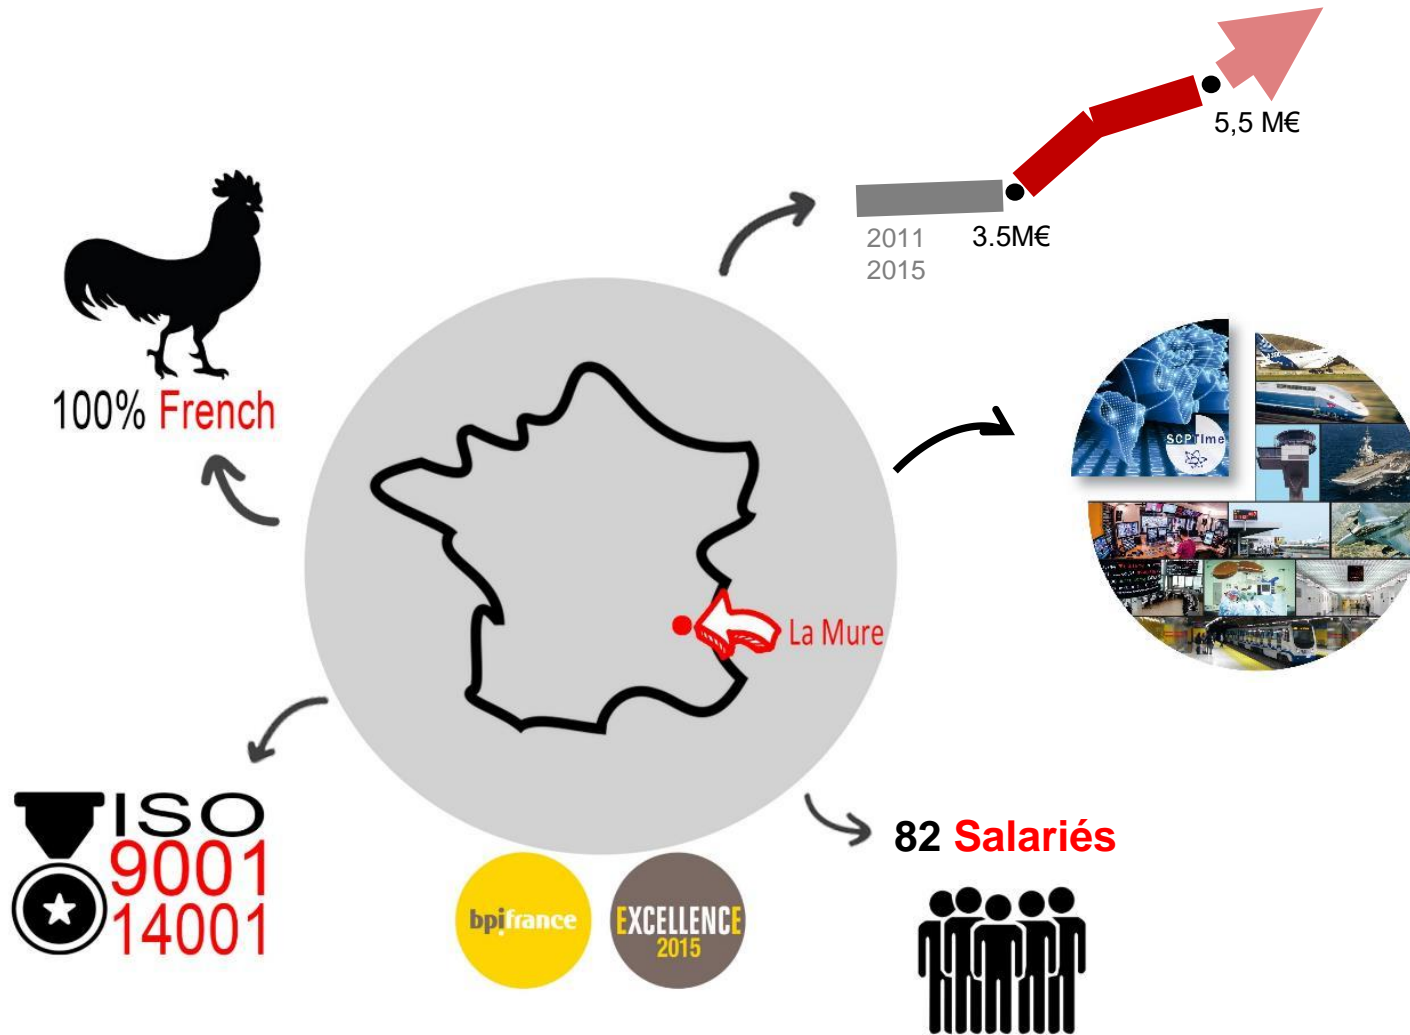 5,5 M€
2011
2015
3.5M€
100% French
SCPTime
La Mure
ISO
9001
14001
82 Salariés
bpifrance
EXCELLENCE
2015